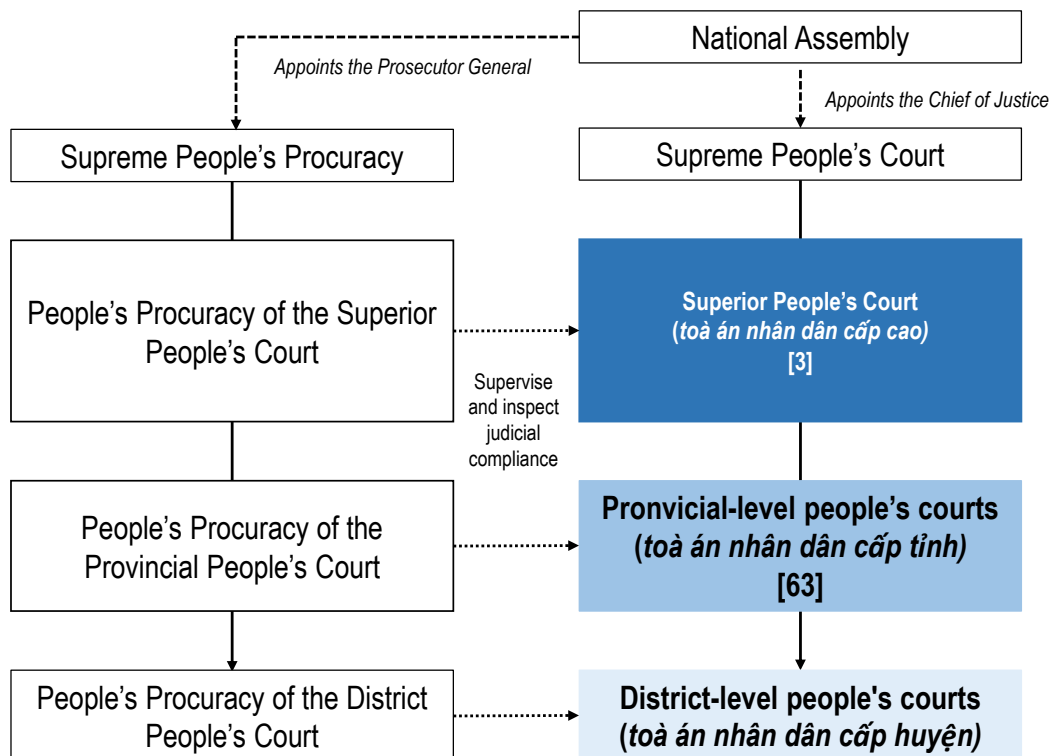 National Assembly
Appoints the Prosecutor General
Appoints the Chief of Justice
Supreme People’s Procuracy
Supreme People’s Court
People’s Procuracy of the Superior
People’s Court
Superior People’s Court
(toà án nhân dân cấp cao)
[3]
Supervise
and inspect
judicial
compliance
People’s Procuracy of the
Provincial People’s Court
Pronvicial-level people’s courts
(toà án nhân dân cấp tỉnh)
[63]
People’s Procuracy of the District
People’s Court
District-level people's courts
(toà án nhân dân cấp huyện)